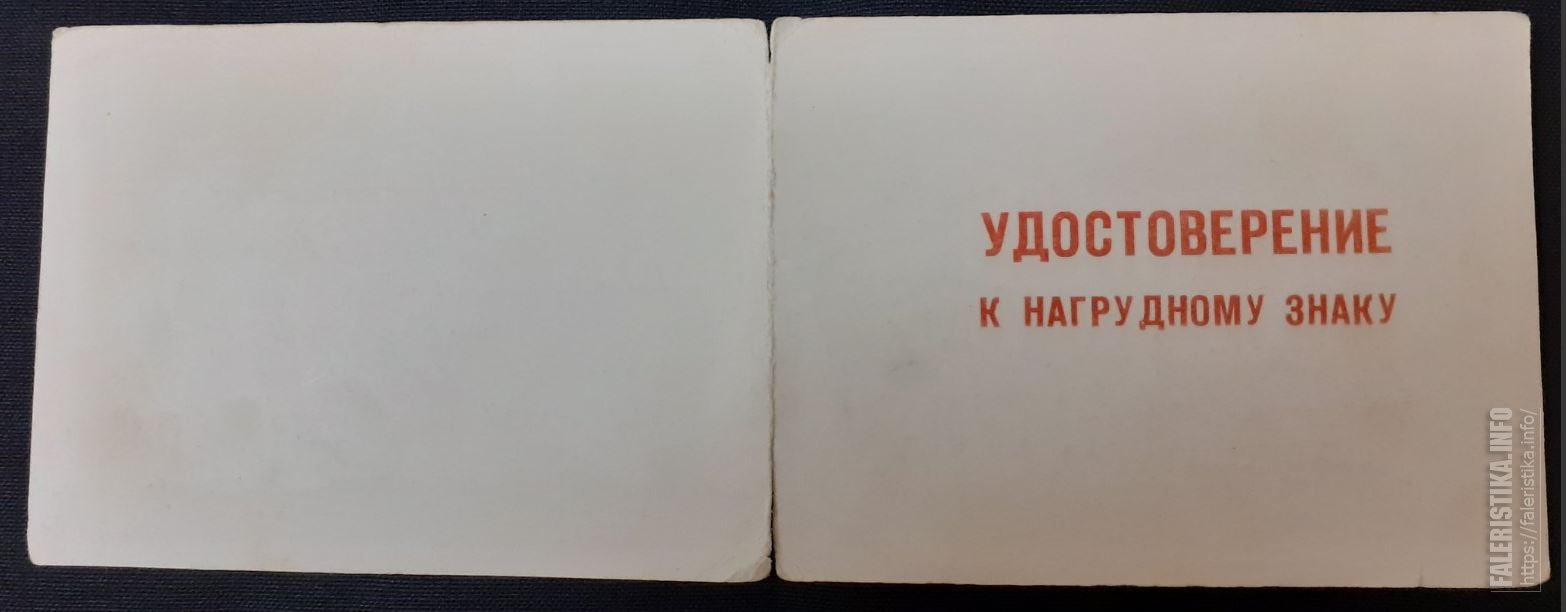 УДОСТОВЕРЕНИЕ
К НАГРУДНОМУ ЗНАКУ
FALERISTIKA.INFO
https://faleristika.info/